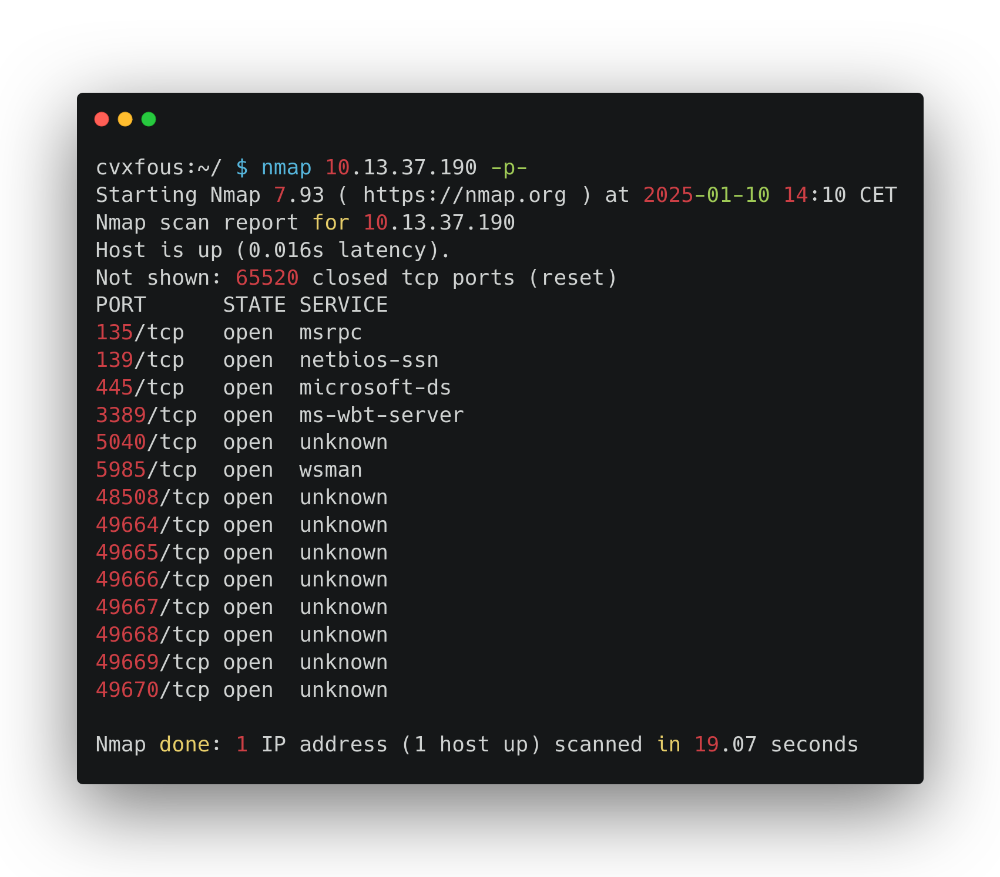 cvxfous:~/ $ nmap 10.13.37.190 -p-
Starting Nmap 7.93 ( https://nmap.org ) at 2025-01-10 14:10 CET
Nmap scan report for 10.13.37.190
Host is up (0.016s latency).
Not shown: 65520 closed tcp ports (reset)
PORT      STATE SERVICE
135/tcp   open  msrpc
139/tcp   open  netbios-ssn
445/tcp   open  microsoft-ds
3389/tcp  open  ms-wbt-server
5040/tcp  open  unknown
5985/tcp  open  wsman
48508/tcp open  unknown
49664/tcp open  unknown
49665/tcp open  unknown
49666/tcp open  unknown
49667/tcp open  unknown
49668/tcp open  unknown
49669/tcp open  unknown
49670/tcp open  unknown
Nmap done: 1 IP address (1 host up) scanned in 19.07 seconds